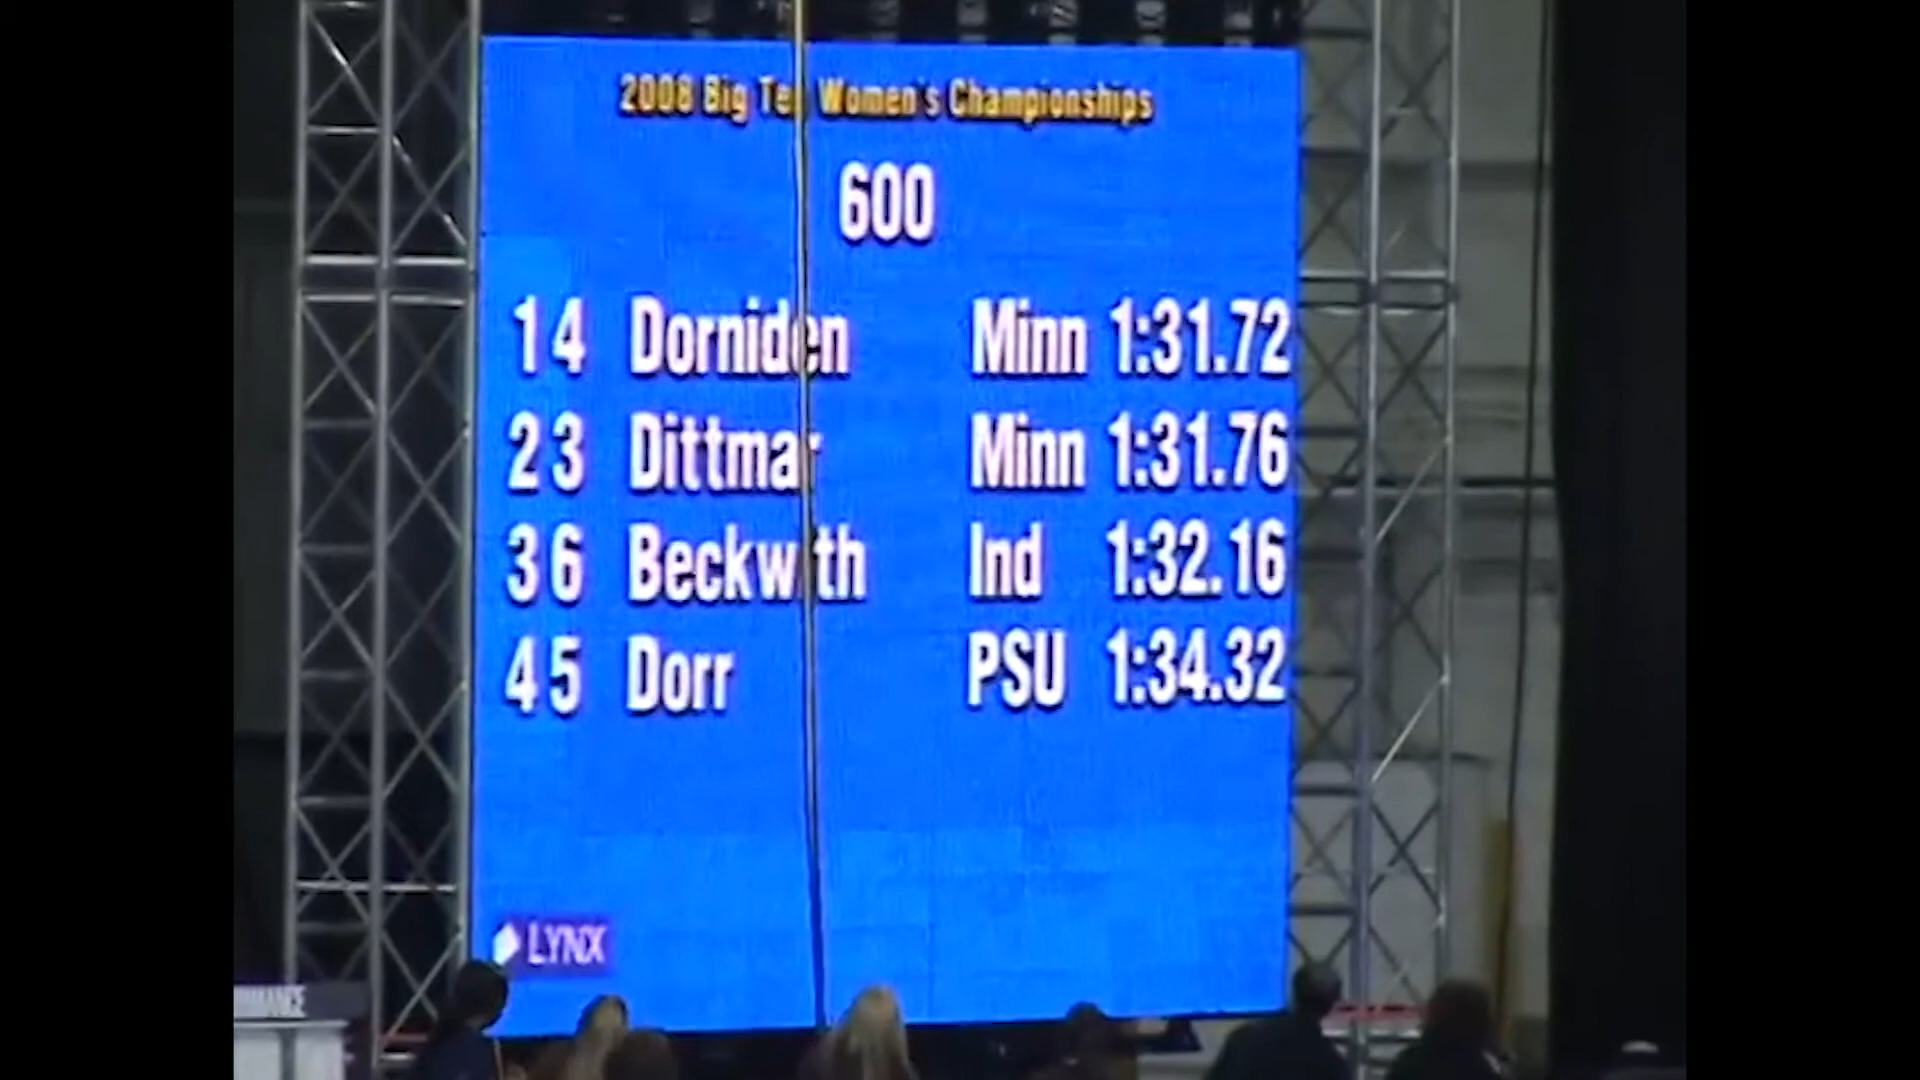 2008 Big Ten Women's Championships
600
1 4 Dorniden Minn 1:31.72
2 3 Dittmar Minn 1:31.76
3 6 Beckwith Ind 1:32.16
4 5 Dorr PSU 1:34.32
LYNX